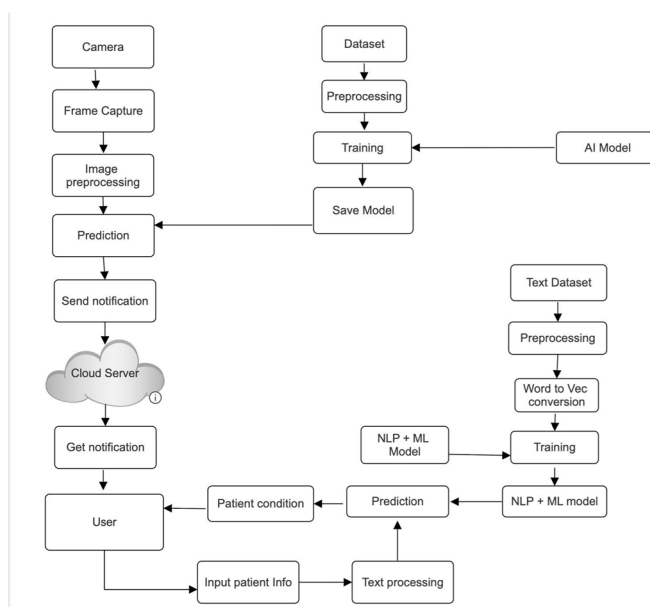 Camera
Dataset
Frame Capture
Preprocessing
Training
AI Model
Image
preprocessing
Save Model
Prediction
Send notification
Text Dataset
Cloud Server
i
Preprocessing
Word to Vec
conversion
Get notification
NLP + ML
Model
Training
User
Patient condition
Prediction
NLP + ML model
Input patient Info
Text processing